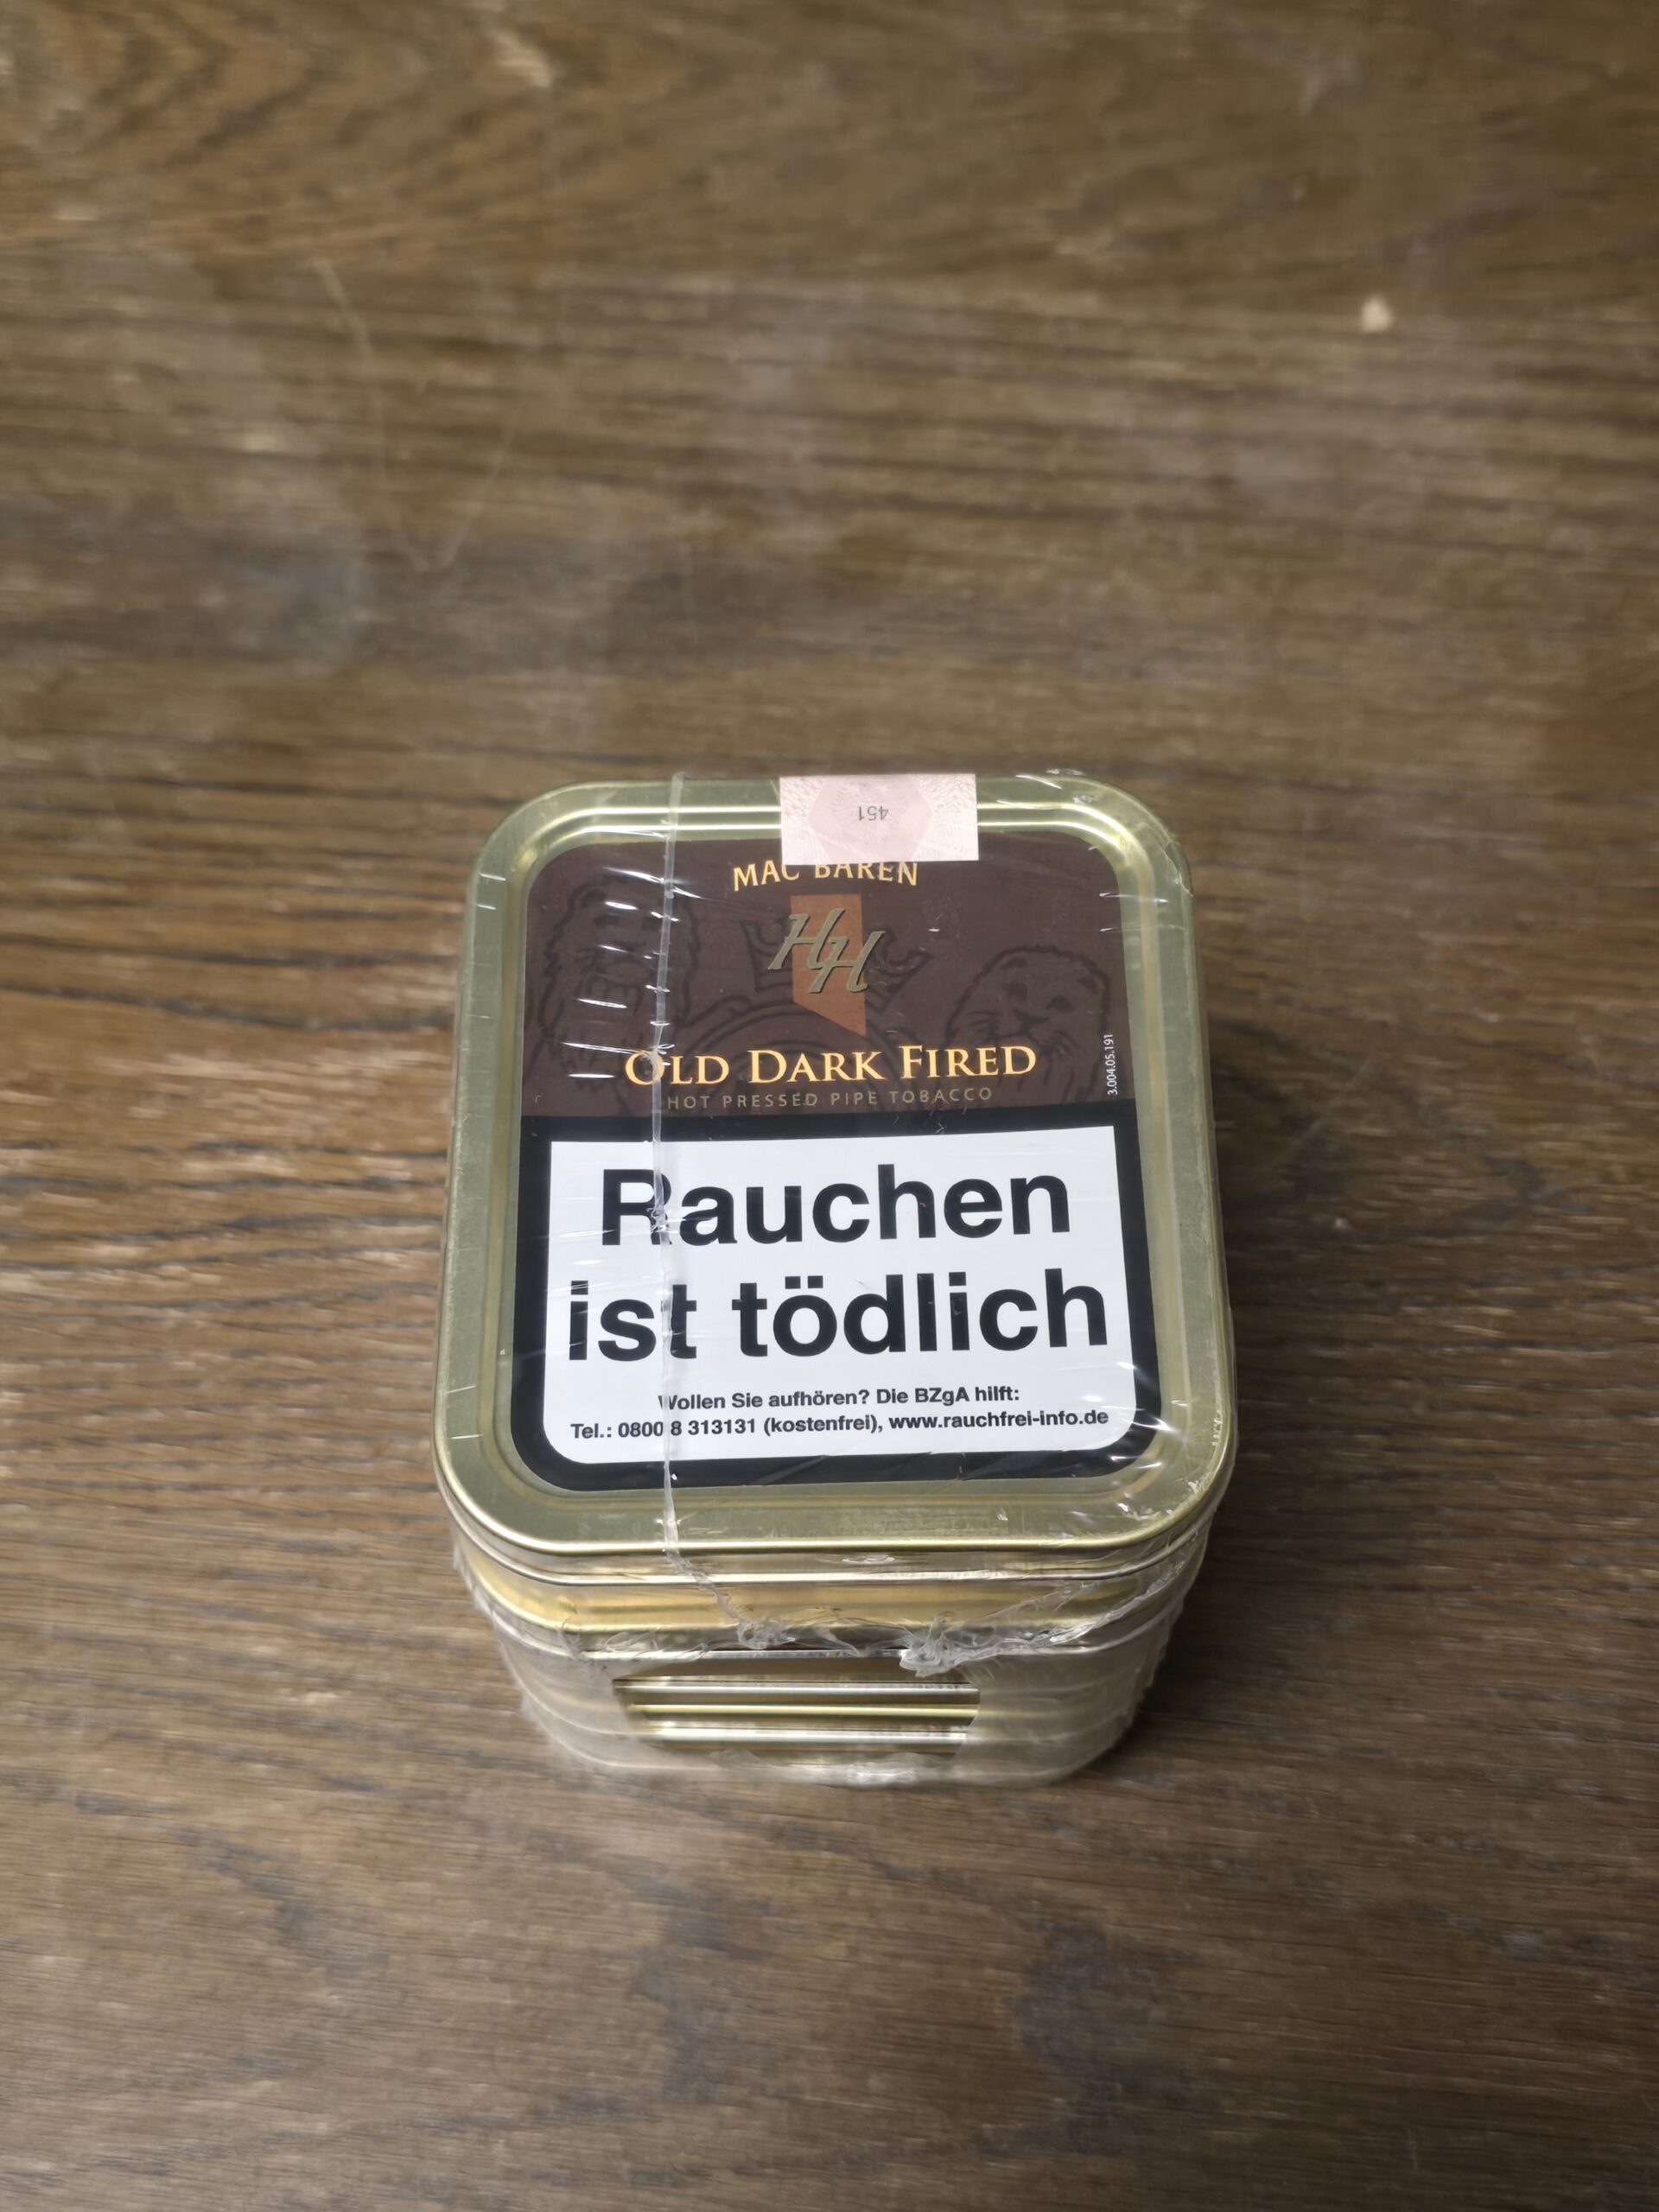 451
MAC BAREN
HH
OLD DARK FIRED
HOT PRESSED PIPE TOBACCO
3.004.05.191
Rauchen
ist tödlich
Wollen Sie aufhören? Die BZgA hilft:
Tel.: 0800 8 313131 (kostenfrei), www.rauchfrei-info.de